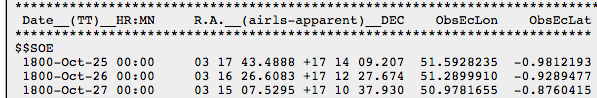 *******************************************************************************
Date__(TT)__HR:MN R.A.__(airls-apparent)__DEC ObsEcLon ObsEcLat
*******************************************************************************
$$SOE
1800-Oct-25 00:00 03 17 43.4888 +17 14 09.207 51.5928235 -0.9812193
1800-Oct-26 00:00 03 16 26.6083 +17 12 27.674 51.2899910 -0.9289477
1800-Oct-27 00:00 03 15 07.5295 +17 10 37.930 50.9781655 -0.8760415